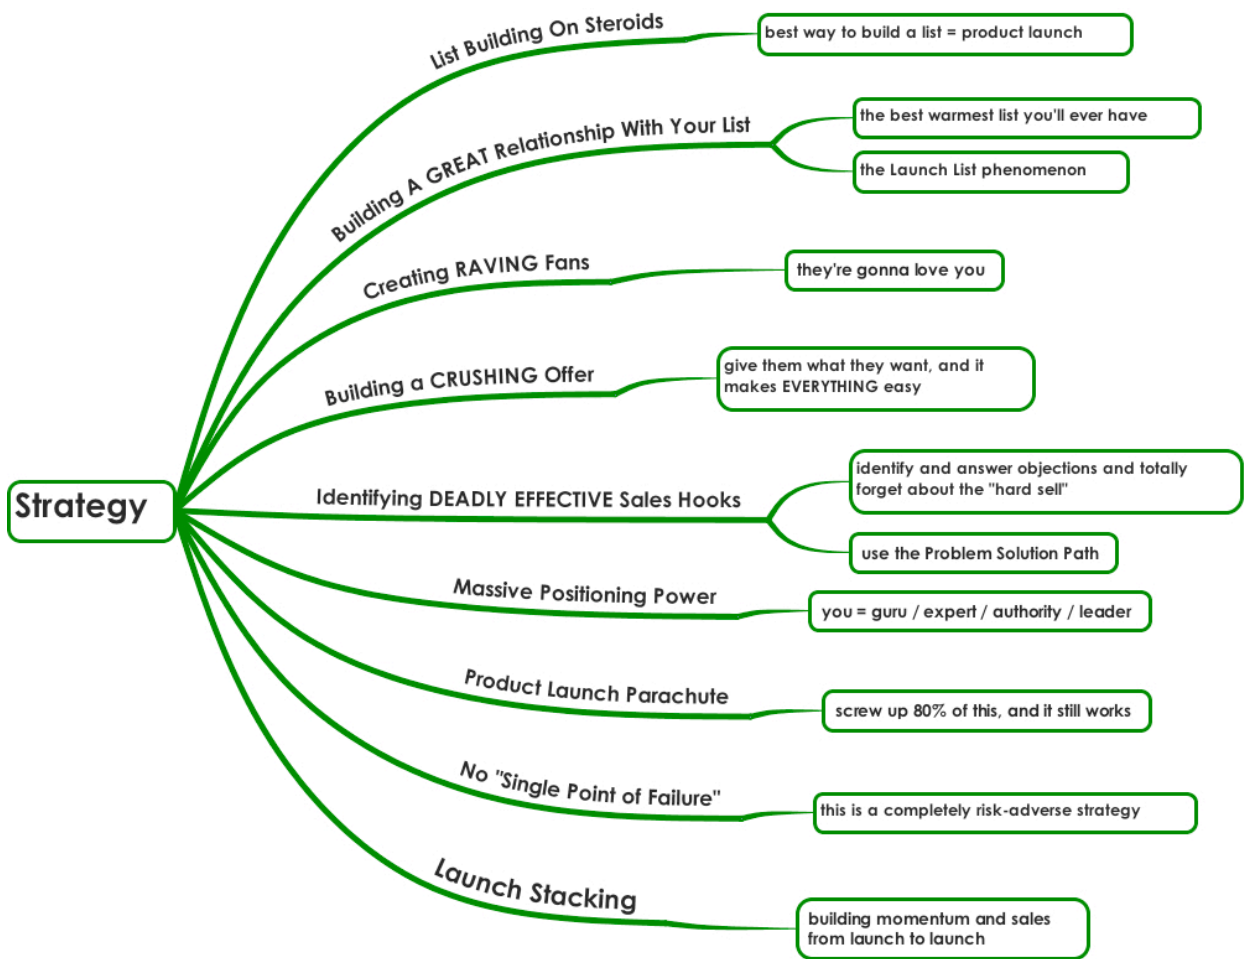 Strategy
List Building On Steroids
best way to build a list = product launch
Building A GREAT Relationship With Your List
the best warmest list you'll ever have
the Launch List phenomenon
Creating RAVING Fans
they're gonna love you
Building a CRUSHING Offer
give them what they want, and it
makes EVERYTHING easy
Identifying DEADLY EFFECTIVE Sales Hooks
identify and answer objections and totally
forget about the "hard sell"
use the Problem Solution Path
Massive Positioning Power
you = guru / expert / authority / leader
Product Launch Parachute
screw up 80% of this, and it still works
No "Single Point of Failure"
this is a completely risk-adverse strategy
Launch Stacking
building momentum and sales
from launch to launch